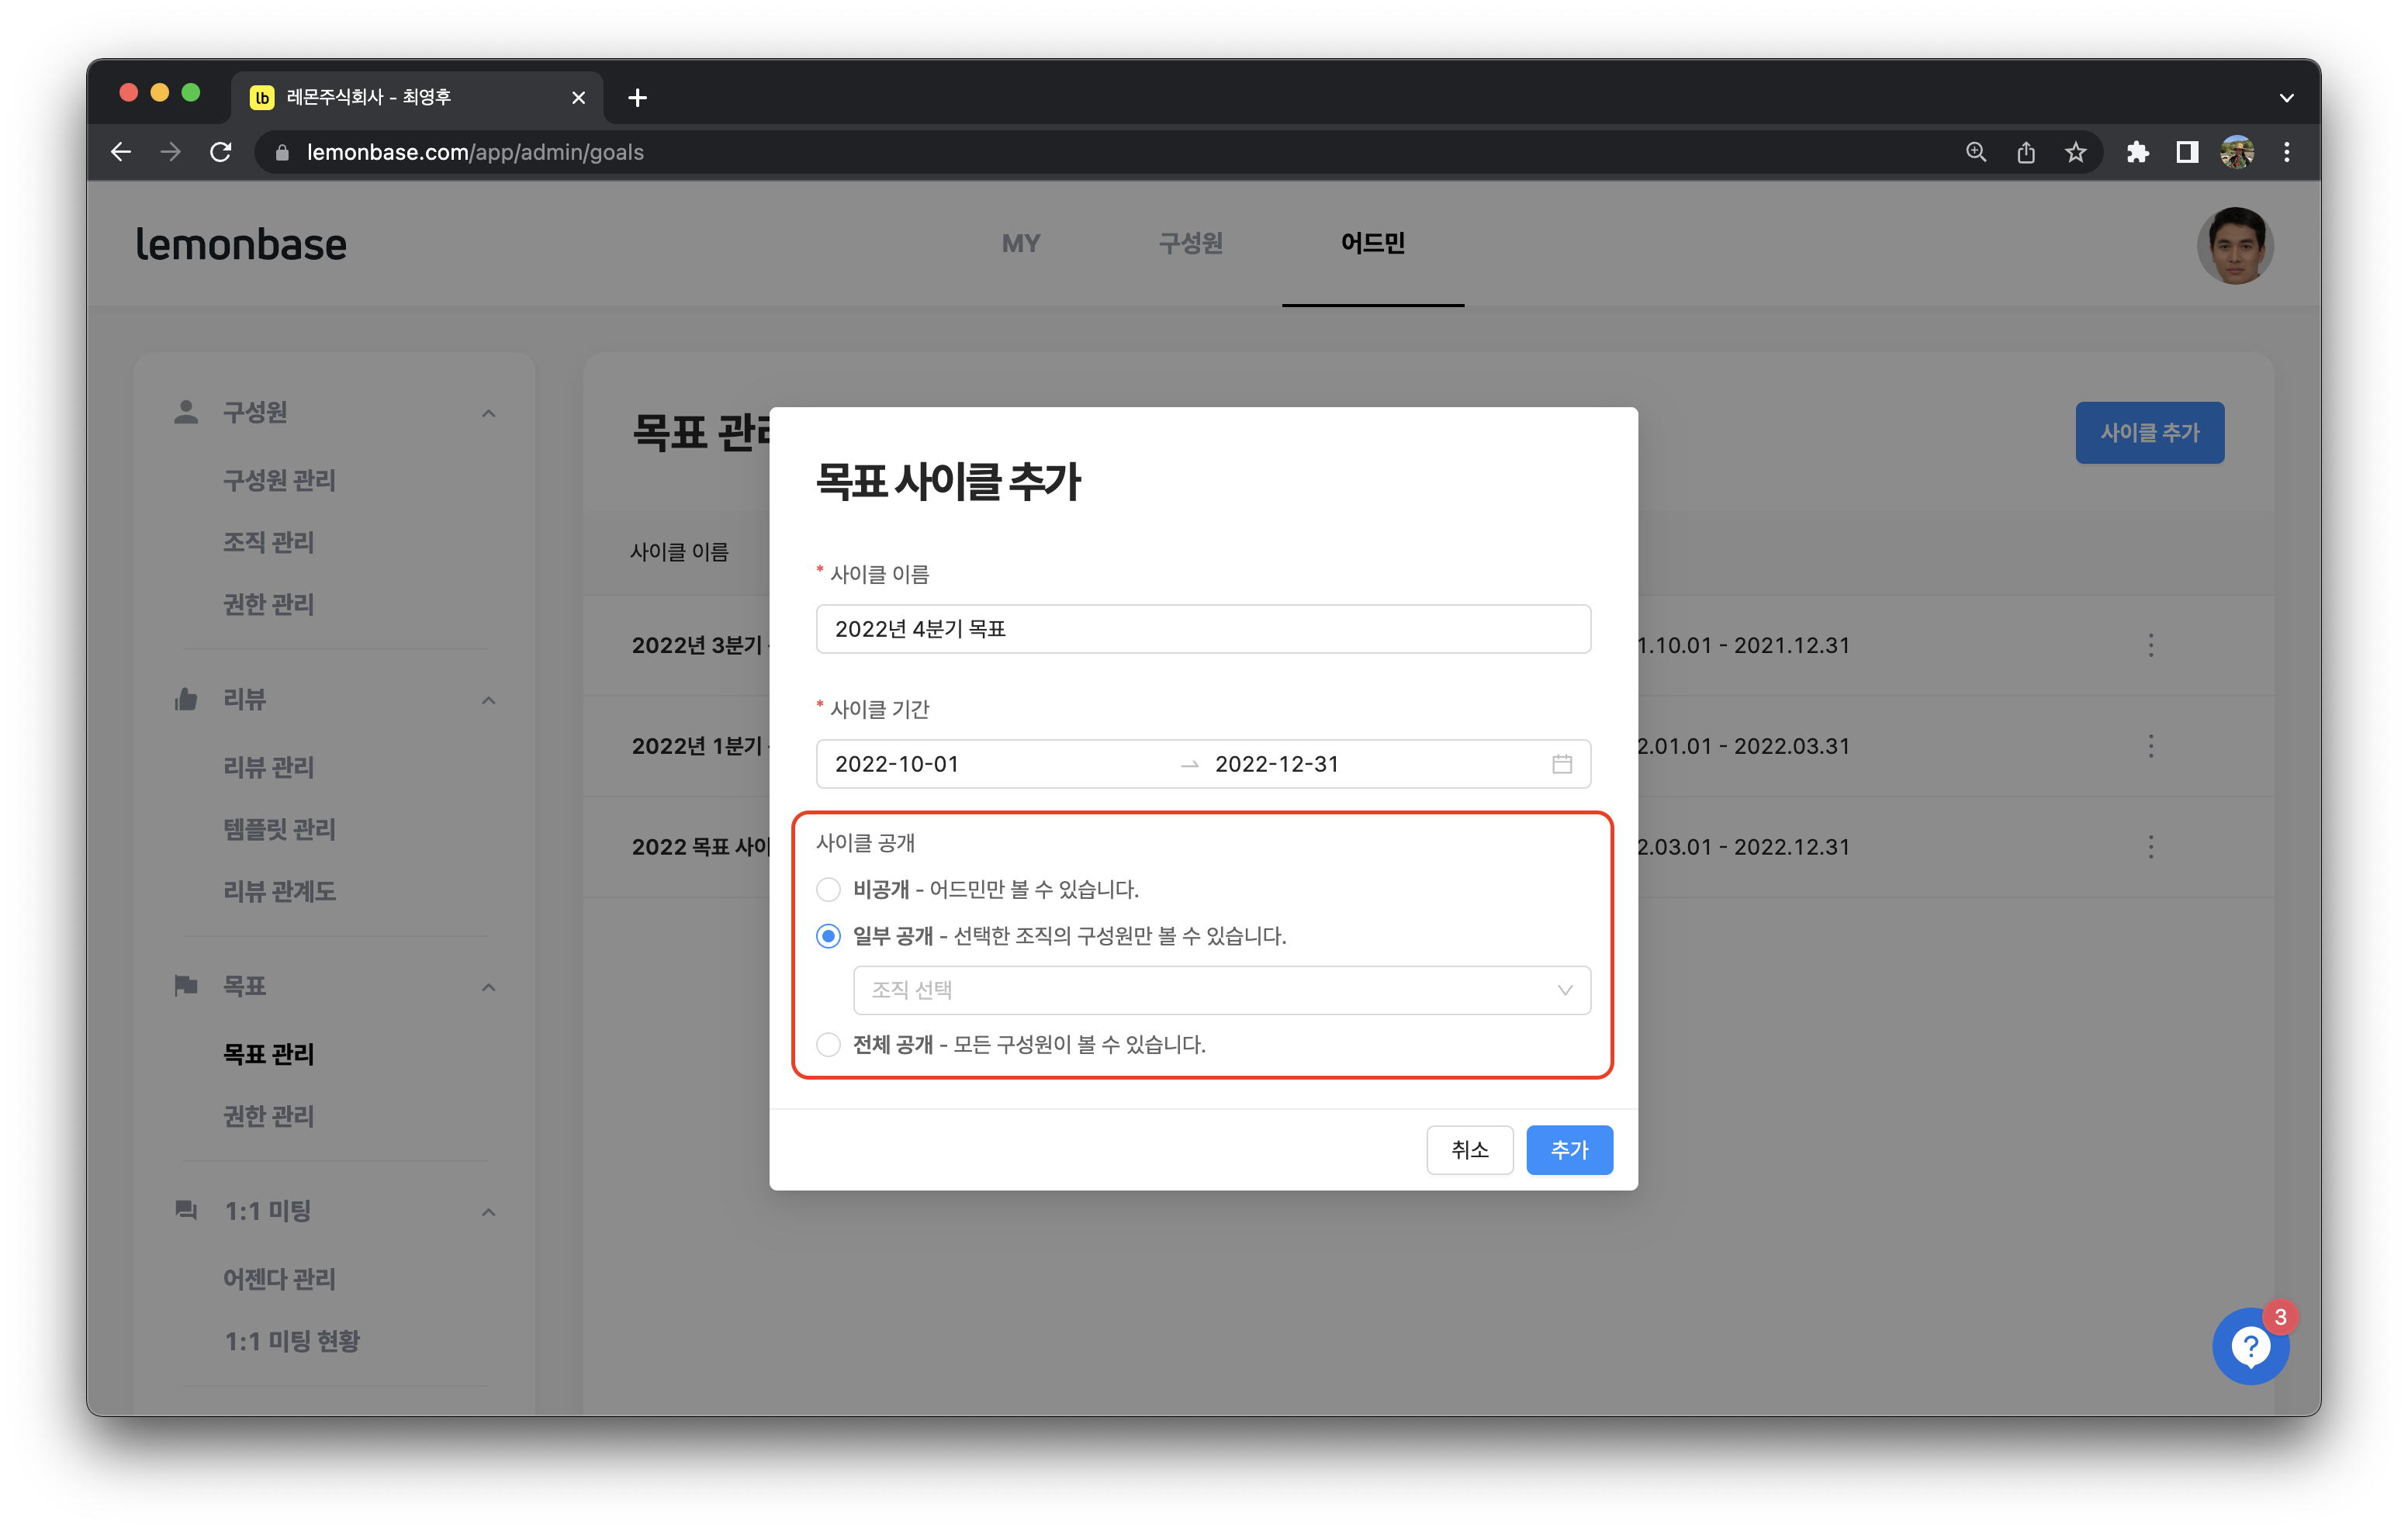 lb 레몬주식회사 - 최영후
lemonbase.com/app/admin/goals
lemonbase
MY
구성원
어드민
구성원
구성원 관리
조직 관리
권한 관리
리뷰
리뷰 관리
템플릿 관리
리뷰 관계도
목표
목표 관리
권한 관리
1:1 미팅
어젠다 관리
1:1 미팅 현황
목표 관리
사이클 추가
사이클 이름
2022년 3분기
1.10.01 - 2021.12.31
2022년 1분기
2.01.01 - 2022.03.31
2022 목표 사이
2.03.01 - 2022.12.31
목표 사이클 추가
* 사이클 이름
2022년 4분기 목표
* 사이클 기간
2022-10-01 → 2022-12-31
사이클 공개
비공개 - 어드민만 볼 수 있습니다.
일부 공개 - 선택한 조직의 구성원만 볼 수 있습니다.
조직 선택
전체 공개 - 모든 구성원이 볼 수 있습니다.
취소
추가
3
?